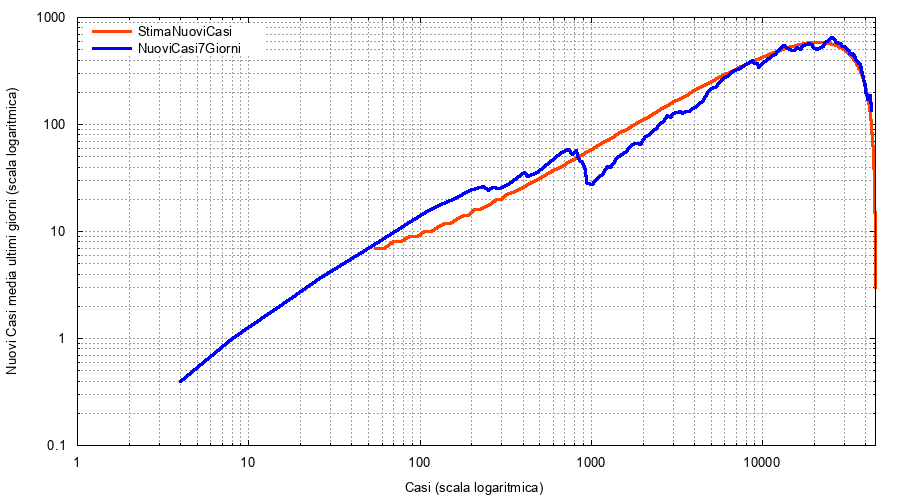 1000
StimaNuoviCasi
NuoviCasi7Giorni
100
10
1
0.1
Nuovi Casi media ultimi giorni (scala logaritmica)
1 10 100 1000 10000
Casi (scala logaritmica)